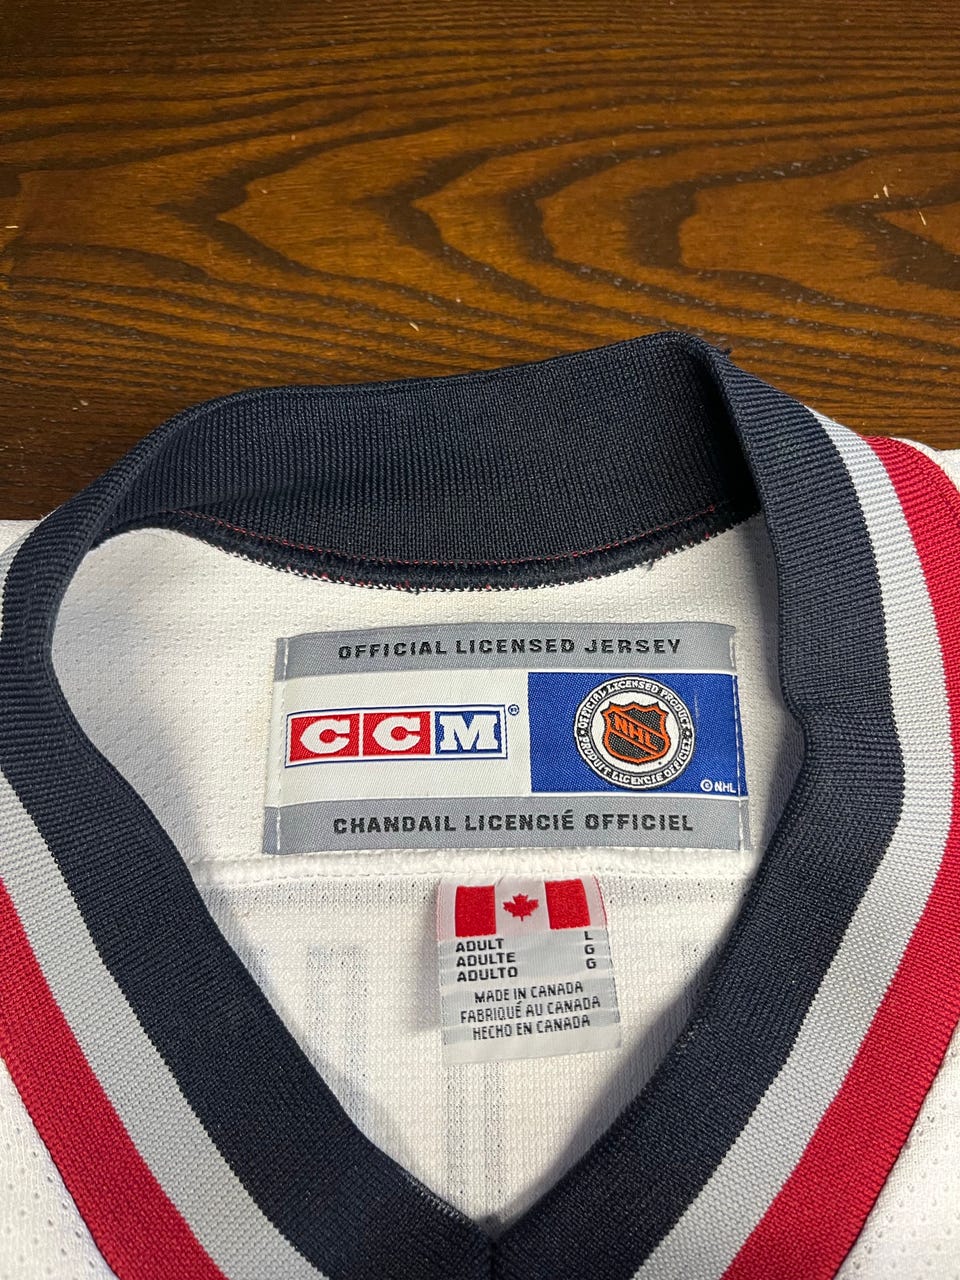 OFFICIAL LICENSED JERSEY
CCM®
OFFICIAL LICENSED PRODUCT
NHL
PRODUIT LICENCIE OFFICIEL
© NHL
CHANDAIL LICENCIÉ OFFICIEL
ADULT L
ADULTE G
ADULTO G
MADE IN CANADA
FABRIQUÉ AU CANADA
HECHO EN CANADA